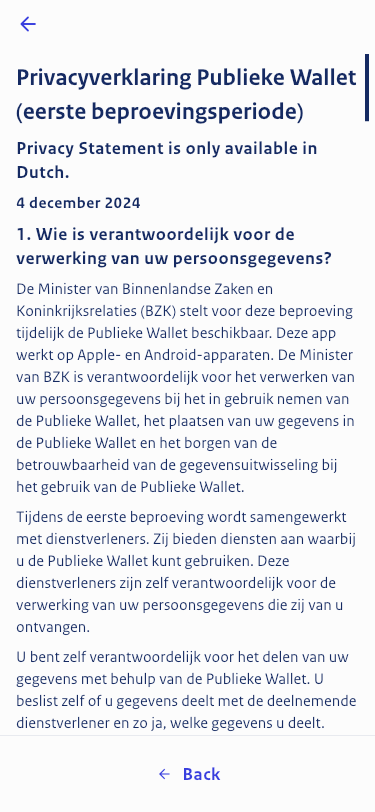 Privacyverklaring Publieke Wallet
(eerste beproevingsperiode)
Privacy Statement is only available in
Dutch.
4 december 2024
1. Wie is verantwoordelijk voor de
verwerking van uw persoonsgegevens?
De Minister van Binnenlandse Zaken en
Koninkrijksrelaties (BZK) stelt voor deze beproeving
tijdelijk de Publieke Wallet beschikbaar. Deze app
werkt op Apple- en Android-apparaten. De Minister
van BZK is verantwoordelijk voor het verwerken van
uw persoonsgegevens bij het in gebruik nemen van
de Publieke Wallet, het plaatsen van uw gegevens in
de Publieke Wallet en het borgen van de
betrouwbaarheid van de gegevensuitwisseling bij
het gebruik van de Publieke Wallet.
Tijdens de eerste beproeving wordt samengewerkt
met dienstverleners. Zij bieden diensten aan waarbij
u de Publieke Wallet kunt gebruiken. Deze
dienstverleners zijn zelf verantwoordelijk voor de
verwerking van uw persoonsgegevens die zij van u
ontvangen.
U bent zelf verantwoordelijk voor het delen van uw
gegevens met behulp van de Publieke Wallet. U
beslist zelf of u gegevens deelt met de deelnemende
dienstverlener en zo ja, welke gegevens u deelt.
Back